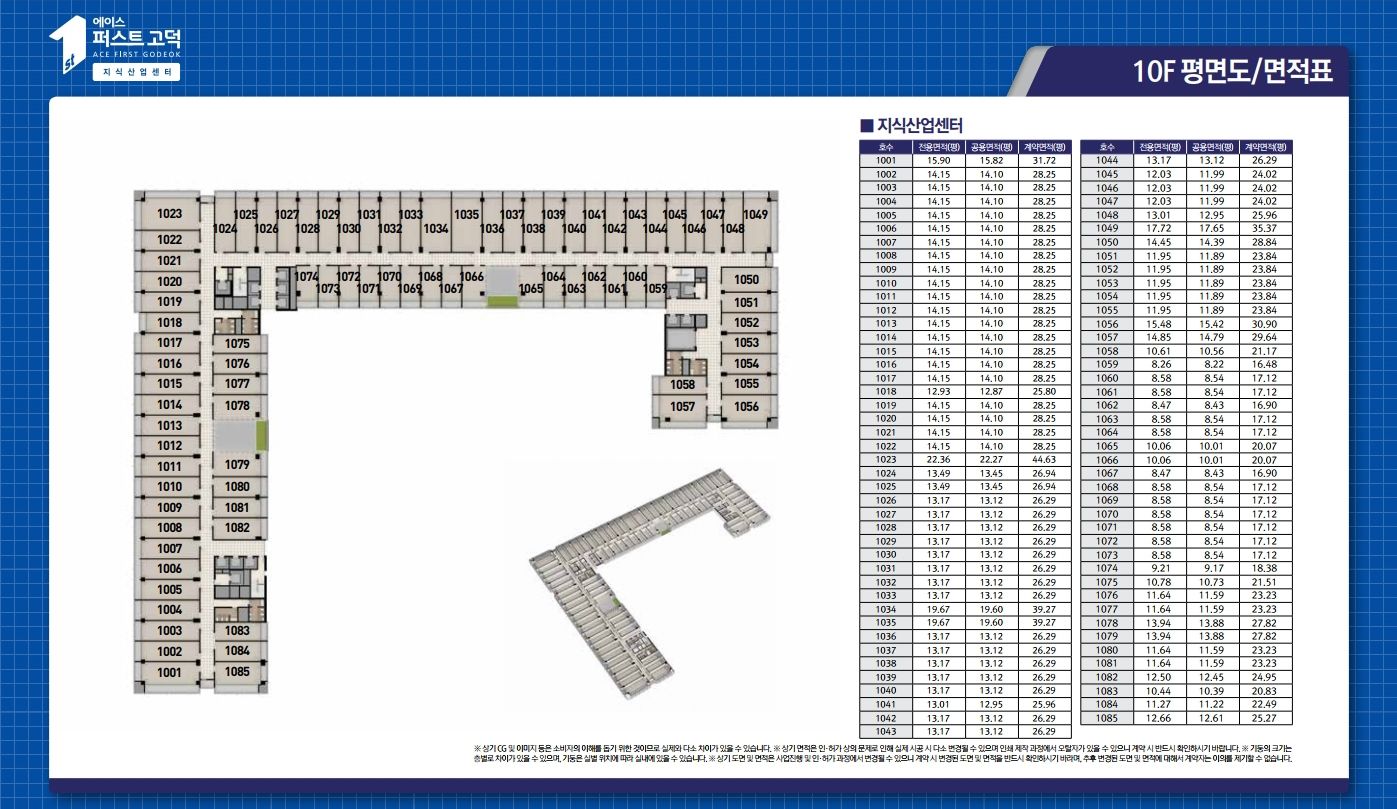 에이스
퍼스트 고덕
ACE FIRST GODEOK
지식산업센터
1st
10F 평면도/면적표
■ 지식산업센터
호수 전용면적(평) 공용면적(평) 계약면적(평)
1001 15.90 15.82 31.72
1002 14.15 14.10 28.25
1003 14.15 14.10 28.25
1004 14.15 14.10 28.25
1005 14.15 14.10 28.25
1006 14.15 14.10 28.25
1007 14.15 14.10 28.25
1008 14.15 14.10 28.25
1009 14.15 14.10 28.25
1010 14.15 14.10 28.25
1011 14.15 14.10 28.25
1012 14.15 14.10 28.25
1013 14.15 14.10 28.25
1014 14.15 14.10 28.25
1015 14.15 14.10 28.25
1016 14.15 14.10 28.25
1017 14.15 14.10 28.25
1018 12.93 12.87 25.80
1019 14.15 14.10 28.25
1020 14.15 14.10 28.25
1021 14.15 14.10 28.25
1022 14.15 14.10 28.25
1023 22.36 22.27 44.63
1024 13.49 13.45 26.94
1025 13.49 13.45 26.94
1026 13.17 13.12 26.29
1027 13.17 13.12 26.29
1028 13.17 13.12 26.29
1029 13.17 13.12 26.29
1030 13.17 13.12 26.29
1031 13.17 13.12 26.29
1032 13.17 13.12 26.29
1033 13.17 13.12 26.29
1034 19.67 19.60 39.27
1035 19.67 19.60 39.27
1036 13.17 13.12 26.29
1037 13.17 13.12 26.29
1038 13.17 13.12 26.29
1039 13.17 13.12 26.29
1040 13.17 13.12 26.29
1041 13.01 12.95 25.96
1042 13.17 13.12 26.29
1043 13.17 13.12 26.29
호수 전용면적(평) 공용면적(평) 계약면적(평)
1044 13.17 13.12 26.29
1045 12.03 11.99 24.02
1046 12.03 11.99 24.02
1047 12.03 11.99 24.02
1048 13.01 12.95 25.96
1049 17.72 17.65 35.37
1050 14.45 14.39 28.84
1051 11.95 11.89 23.84
1052 11.95 11.89 23.84
1053 11.95 11.89 23.84
1054 11.95 11.89 23.84
1055 11.95 11.89 23.84
1056 15.48 15.42 30.90
1057 14.85 14.79 29.64
1058 10.61 10.56 21.17
1059 8.26 8.22 16.48
1060 8.58 8.54 17.12
1061 8.58 8.54 17.12
1062 8.47 8.43 16.90
1063 8.58 8.54 17.12
1064 8.58 8.54 17.12
1065 10.06 10.01 20.07
1066 10.06 10.01 20.07
1067 8.47 8.43 16.90
1068 8.58 8.54 17.12
1069 8.58 8.54 17.12
1070 8.58 8.54 17.12
1071 8.58 8.54 17.12
1072 8.58 8.54 17.12
1073 8.58 8.54 17.12
1074 9.21 9.17 18.38
1075 10.78 10.73 21.51
1076 11.64 11.59 23.23
1077 11.64 11.59 23.23
1078 13.94 13.88 27.82
1079 13.94 13.88 27.82
1080 11.64 11.59 23.23
1081 11.64 11.59 23.23
1082 12.50 12.45 24.95
1083 10.44 10.39 20.83
1084 11.27 11.22 22.49
1085 12.66 12.61 25.27
1023
1022
1021
1020
1019
1018
1017
1016
1015
1014
1013
1012
1011
1010
1009
1008
1007
1006
1005
1004
1003
1002
1001
1025 1027 1029 1031 1033 1035 1037 1039 1041 1043 1045 1047 1049
1024 1026 1028 1030 1032 1034 1036 1038 1040 1042 1044 1046 1048
1074 1072 1070 1068 1066 1064 1062 1060
1073 1071 1069 1067 1065 1063 1061 1059
1050
1051
1052
1053
1054
1055
1056
1058
1057
1075
1076
1077
1078
1079
1080
1081
1082
1083
1084
1085
※ 상기 CG 및 이미지 등은 소비자의 이해를 돕기 위한 것이므로 실제와 다소 차이가 있을 수 있습니다. ※ 상기 면적은 인·허가 상의 문제로 인해 실제 시공 시 다소 변경될 수 있으며 인쇄 제작 과정에서 오탈자가 있을 수 있으니 계약 시 반드시 확인하시기 바랍니다. ※ 기둥의 크기는
층별로 차이가 있을 수 있으며, 기둥은 실별 위치에 따라 실내에 있을 수 있습니다. ※ 상기 도면 및 면적은 사업진행 및 인·허가 과정에서 변경될 수 있으니 계약 시 변경된 도면 및 면적을 반드시 확인하시기 바라며, 추후 변경된 도면 및 면적에 대해서 계약자는 이의를 제기할 수 없습니다.